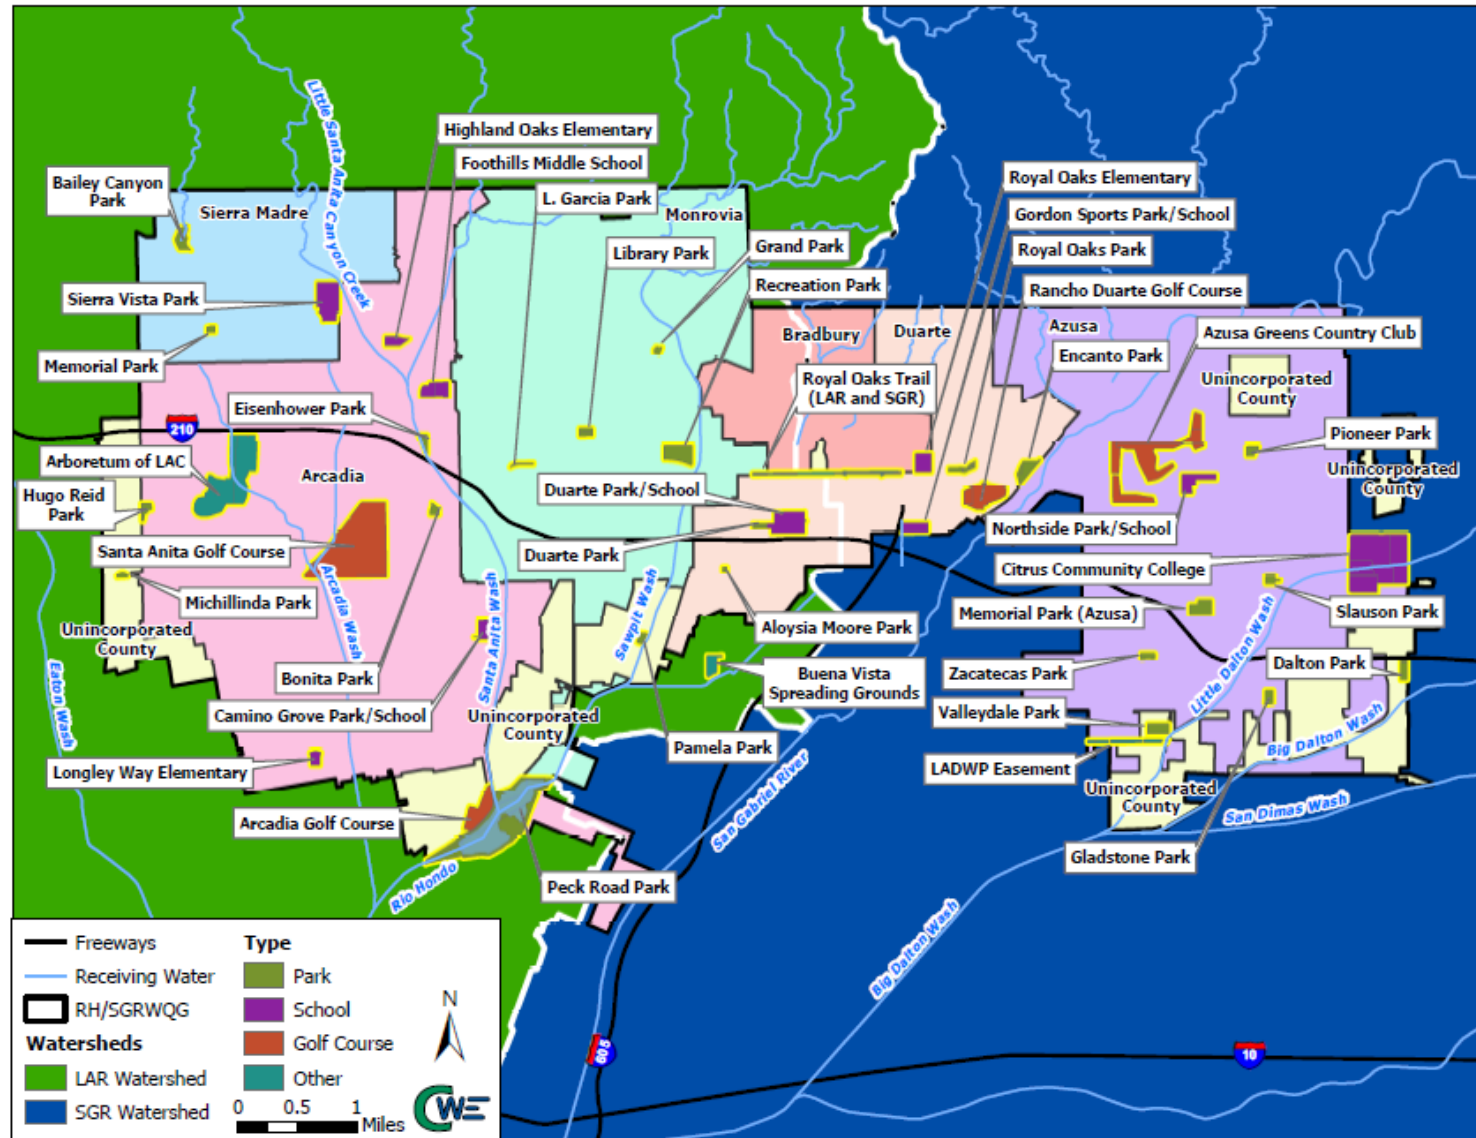 Little Santa Anita Canyon Creek
Highland Oaks Elementary
Foothills Middle School
L. Garcia Park
Bailey Canyon
Park
Sierra Madre
Monrovia
Library Park
Grand Park
Recreation Park
Royal Oaks Elementary
Gordon Sports Park/School
Royal Oaks Park
Rancho Duarte Golf Course
Sierra Vista Park
Memorial Park
Bradbury
Duarte
Azusa
Encanto Park
Azusa Greens Country Club
Unincorporated
County
Royal Oaks Trail
(LAR and SGR)
Eisenhower Park
210
Arboretum of LAC
Arcadia
Hugo Reid
Park
Pioneer Park
Unincorporated
County
Duarte Park/School
Santa Anita Golf Course
Duarte Park
Northside Park/School
Citrus Community College
Michillinda Park
Arcadia Wash
Santa Anita Wash
Sawpit Wash
Memorial Park (Azusa)
Slauson Park
Unincorporated
County
Eaton Wash
Bonita Park
Aloysia Moore Park
Buena Vista
Spreading Grounds
Zacatecas Park
Little Dalton Wash
Dalton Park
Camino Grove Park/School
Unincorporated
County
Valleydale Park
Pamela Park
Big Dalton Wash
LADWP Easement
Longley Way Elementary
Unincorporated
County
San Gabriel River
San Dimas Wash
Arcadia Golf Course
Gladstone Park
Rio Hondo
Peck Road Park
Big Dalton Wash
605
10
Freeways
Receiving Water
RH/SGRWQG
Watersheds
LAR Watershed
SGR Watershed
Type
Park
School
Golf Course
Other
N
0 0.5 1
Miles
CWE